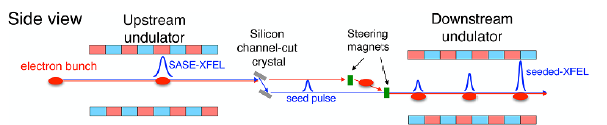 Side view
Upstream
undulator
Silicon
channel-cut
crystal
Steering
magnets
Downstream
undulator
electron bunch
SASE-XFEL
seed pulse
seeded-XFEL